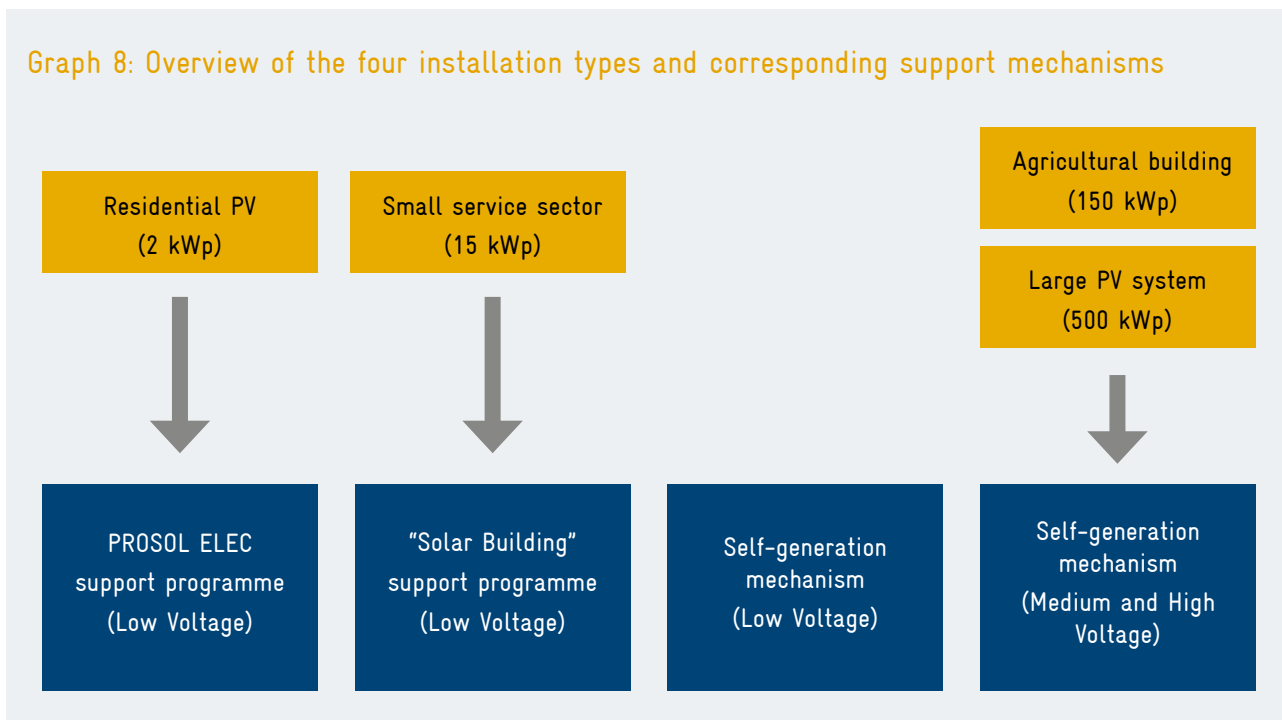 Graph 8: Overview of the four installation types and corresponding support mechanisms
Residential PV
(2 kWp)
Small service sector
(15 kWp)
Agricultural building
(150 kWp)
Large PV system
(500 kWp)
PROSOL ELEC
support programme
(Low Voltage)
"Solar Building"
support programme
(Low Voltage)
Self-generation
mechanism
(Low Voltage)
Self-generation
mechanism
(Medium and High
Voltage)